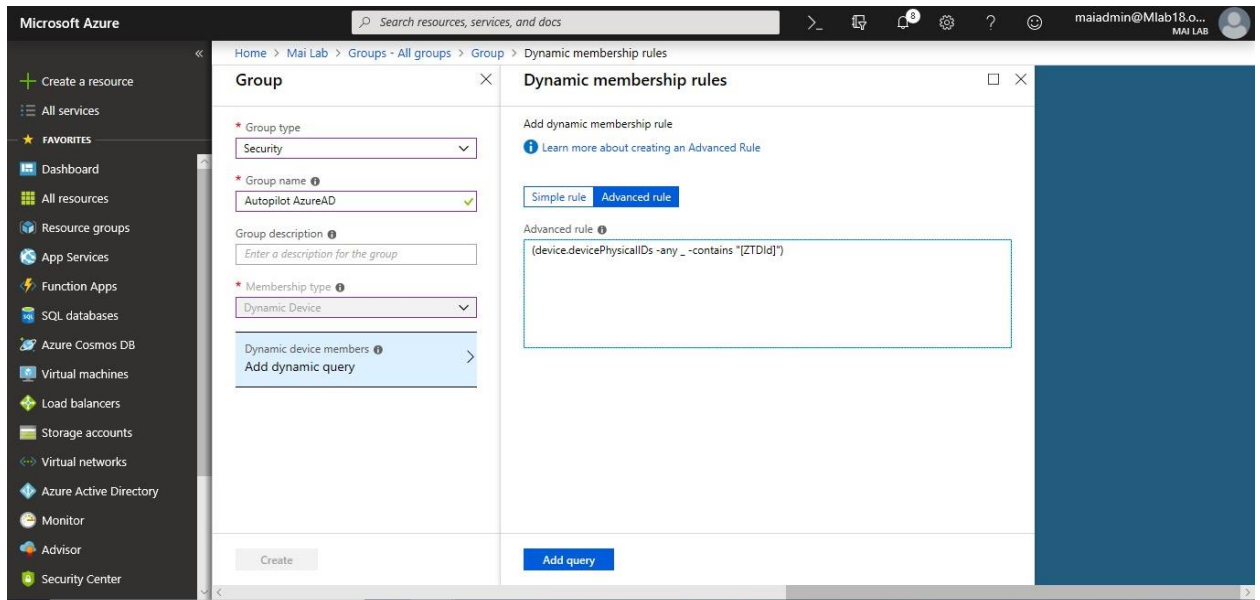 Microsoft Azure
Search resources, services, and docs
8
maiadmin@Mlab18.o...
MAI LAB
Home > Mai Lab > Groups - All groups > Group > Dynamic membership rules
Create a resource
All services
FAVORITES
Dashboard
All resources
Resource groups
App Services
Function Apps
SQL databases
Azure Cosmos DB
Virtual machines
Load balancers
Storage accounts
Virtual networks
Azure Active Directory
Monitor
Advisor
Security Center
Group
* Group type
Security
* Group name
Autopilot AzureAD
Group description
Enter a description for the group
* Membership type
Dynamic Device
Dynamic device members
Add dynamic query
Create
Dynamic membership rules
Add dynamic membership rule
Learn more about creating an Advanced Rule
Simple rule Advanced rule
Advanced rule
(device.devicePhysicalIDs -any _ -contains "[ZTDId]")
Add query